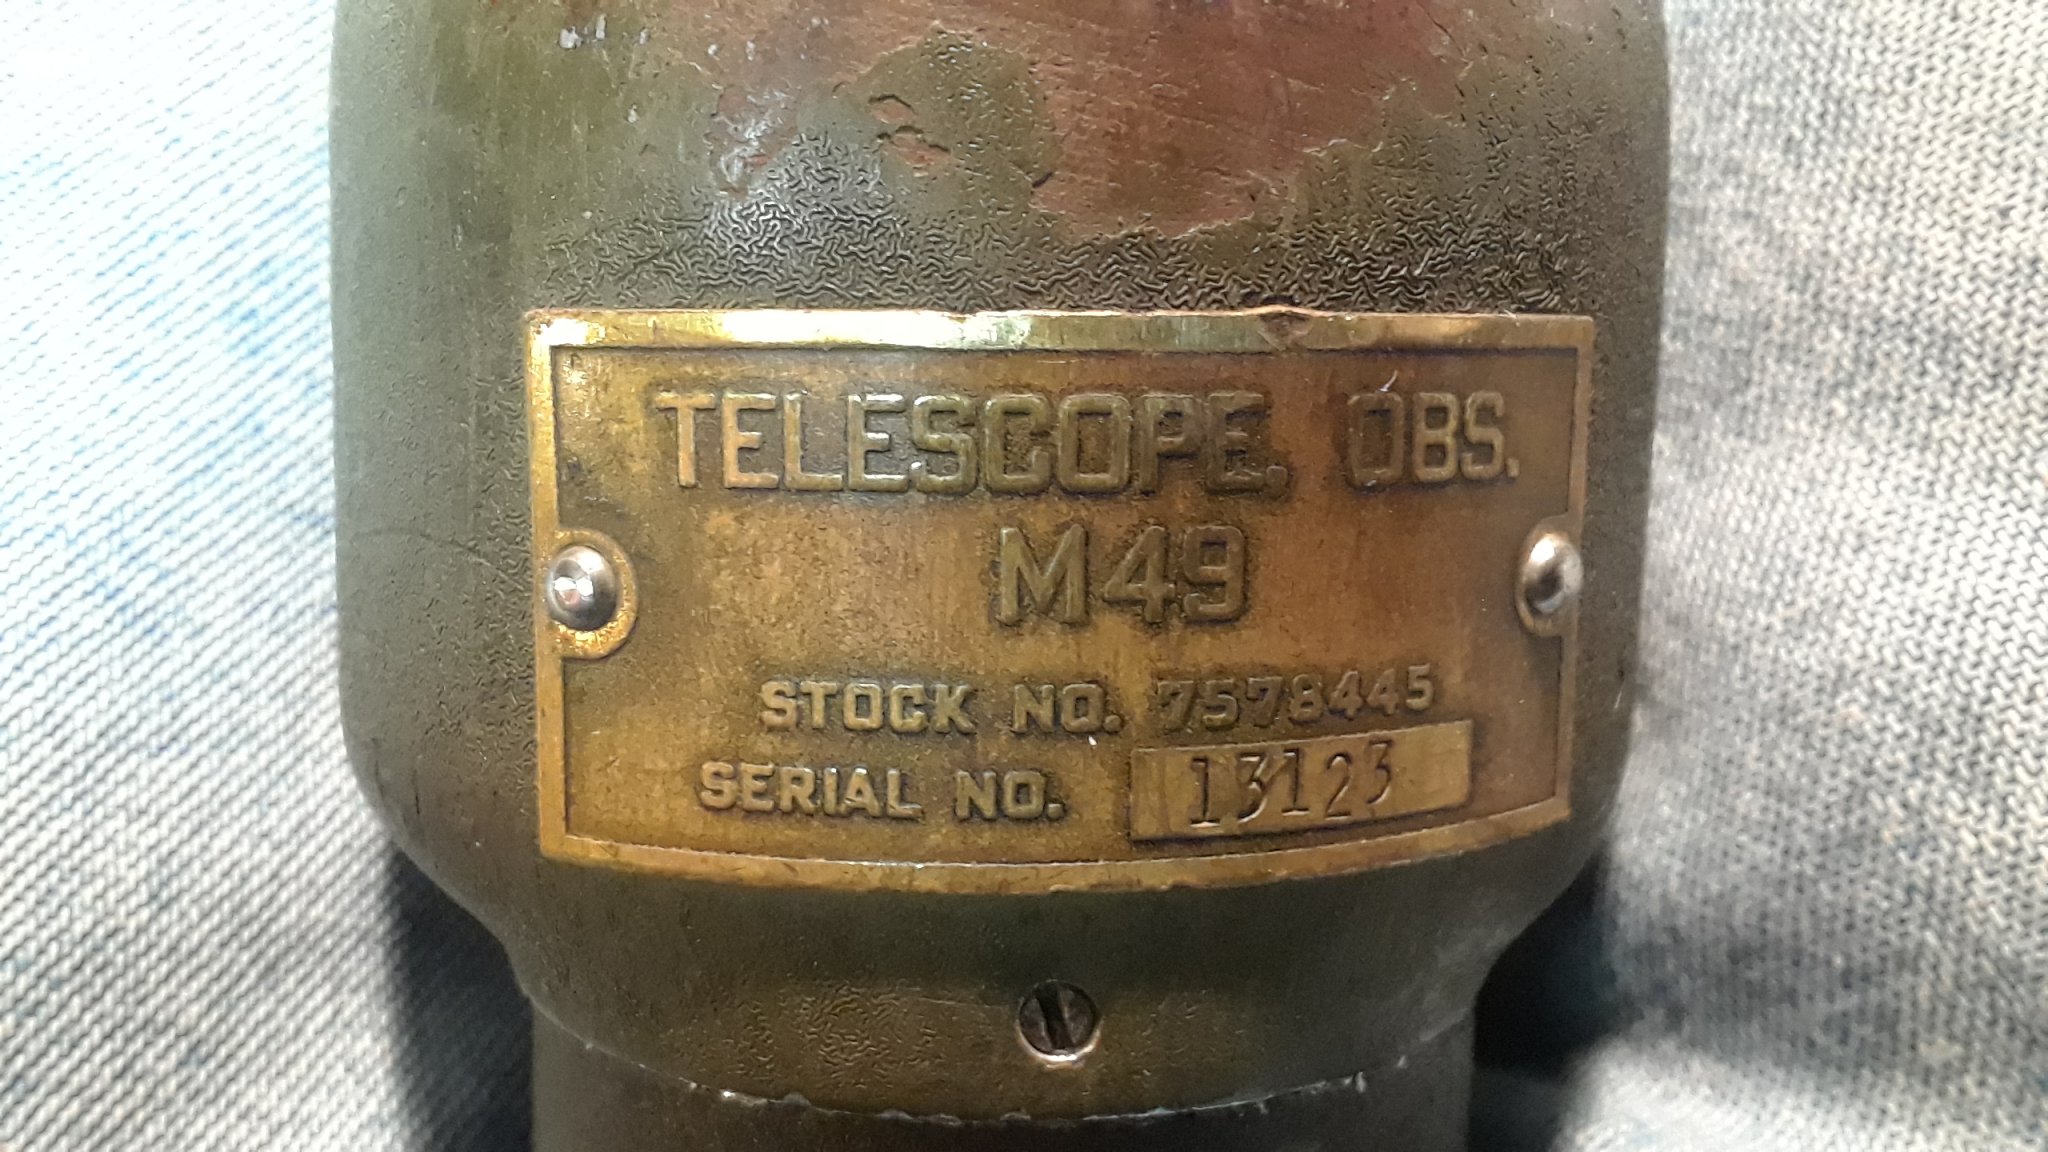 TELESCOPE, OBS.
M49
STOCK NO. 7578445
SERIAL NO. 13123